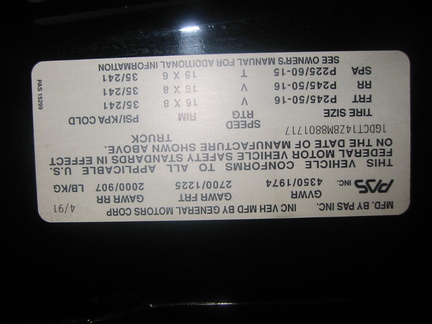 MFD. BY PAS INC. INC VEH MFD BY GENERAL MOTORS CORP 4/91
GVWR GAWR FRT GAWR RR
PAS INC. 4350/1974 2700/1225 2000/907 LB/KG
THIS VEHICLE CONFORMS TO ALL APPLICABLE U.S.
FEDERAL MOTOR VEHICLE SAFETY STANDARDS IN EFFECT
ON THE DATE OF MANUFACTURE SHOWN ABOVE.
1GDCT14Z8M8801717 TRUCK
TIRE SIZE SPEED RTG RIM PSI/KPA COLD
FRT P245/50-16 V 16 X 8 35/241
RR P245/50-16 V 16 X 8 35/241
SPA P225/60-15 T 15 X 6 35/241
SEE OWNER'S MANUAL FOR ADDITIONAL INFORMATION
PAS 15299